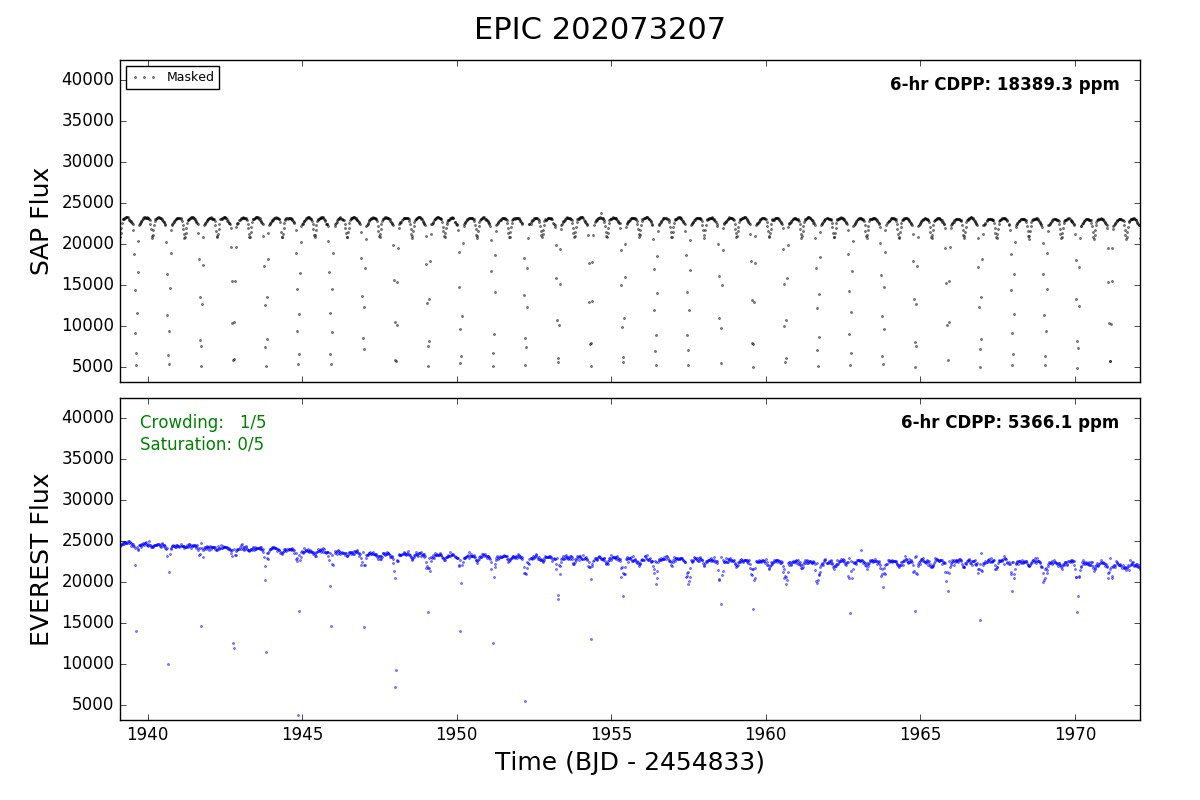 EPIC 202073207
40000
35000
30000
25000
20000
15000
10000
5000
SAP Flux
Masked
6-hr CDPP: 18389.3 ppm
40000
35000
30000
25000
20000
15000
10000
5000
EVEREST Flux
Crowding: 1/5
Saturation: 0/5
6-hr CDPP: 5366.1 ppm
1940 1945 1950 1955 1960 1965 1970
Time (BJD - 2454833)